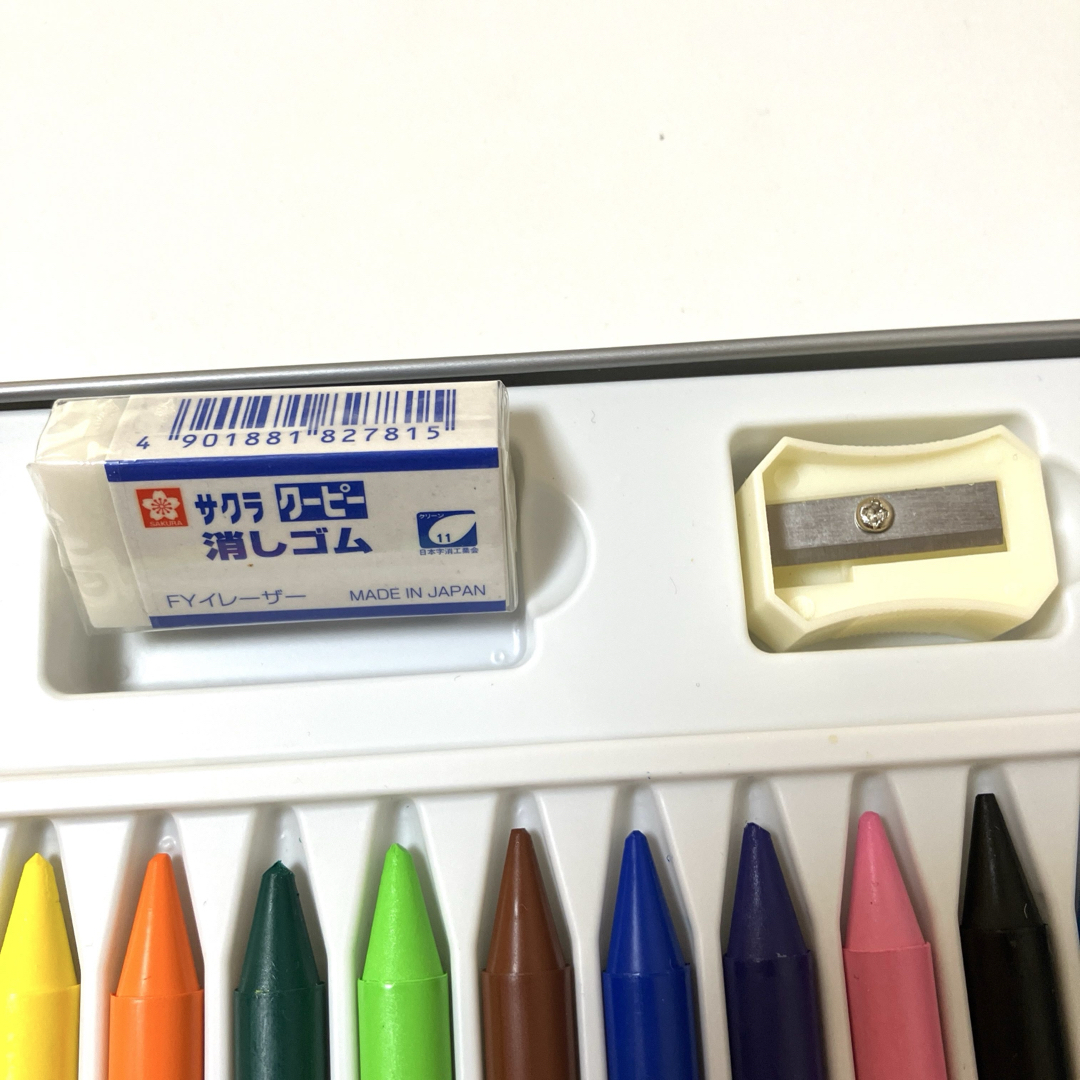 4 901881 827815
サクラ クーピー
SAKURA
消しゴム
クリーン
11
日本字消工業会
FYイレーザー MADE IN JAPAN